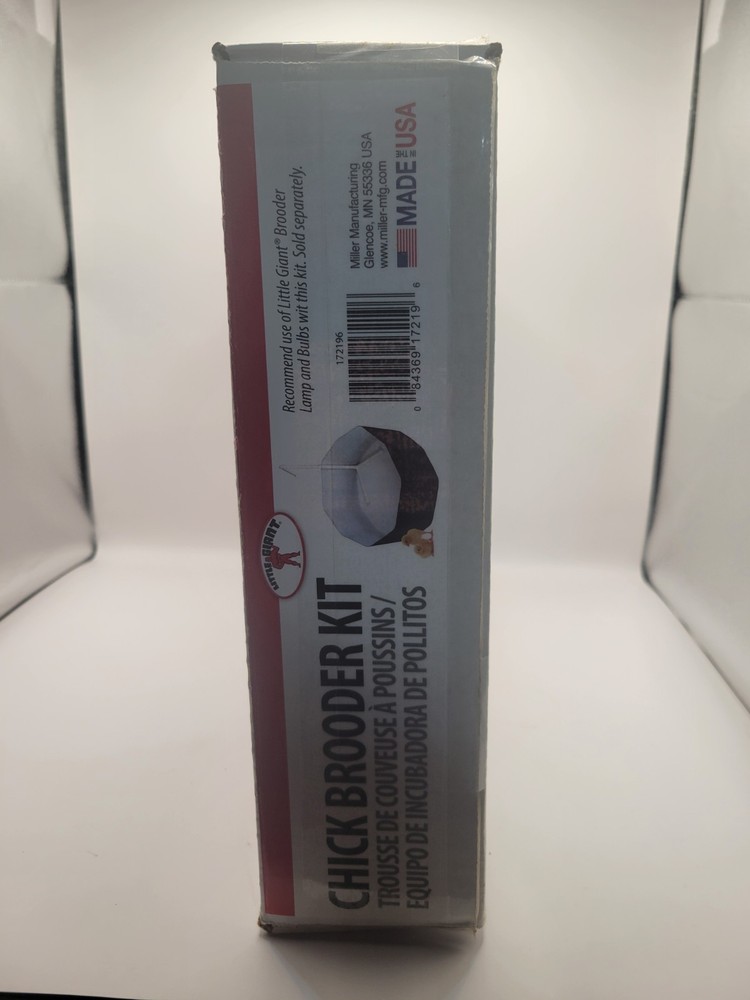 LITTLE GIANT
Recommend use of Little Giant® Brooder
Lamp and Bulbs wit this kit. Sold separately.
CHICK BROODER KIT
TROUSSE DE COUVEUSE À POUSSINS /
EQUIPO DE INCUBADORA DE POLLITOS
172196
0 84369 17219 6
Miller Manufacturing
Glencoe, MN 55336 USA
www.miller-mfg.com
MADE IN THE USA